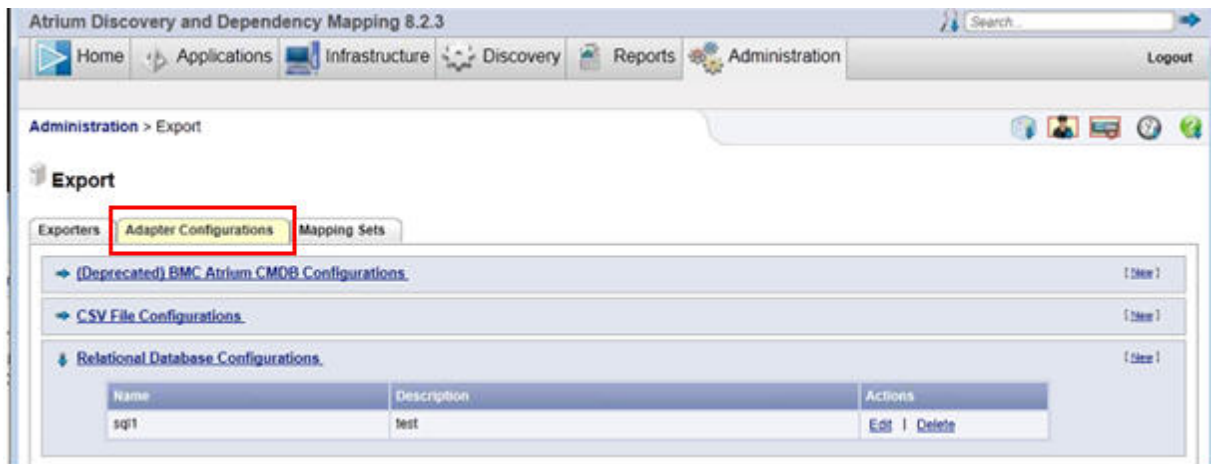 Atrium Discovery and Dependency Mapping 8.2.3 Search...
Home Applications Infrastructure Discovery Reports Administration Logout
Administration > Export
Export
Exporters Adapter Configurations Mapping Sets
(Deprecated) BMC Atrium CMDB Configurations [ New ]
CSV File Configurations [ New ]
Relational Database Configurations [ New ]
Name Description Actions
sql1 test Edit | Delete